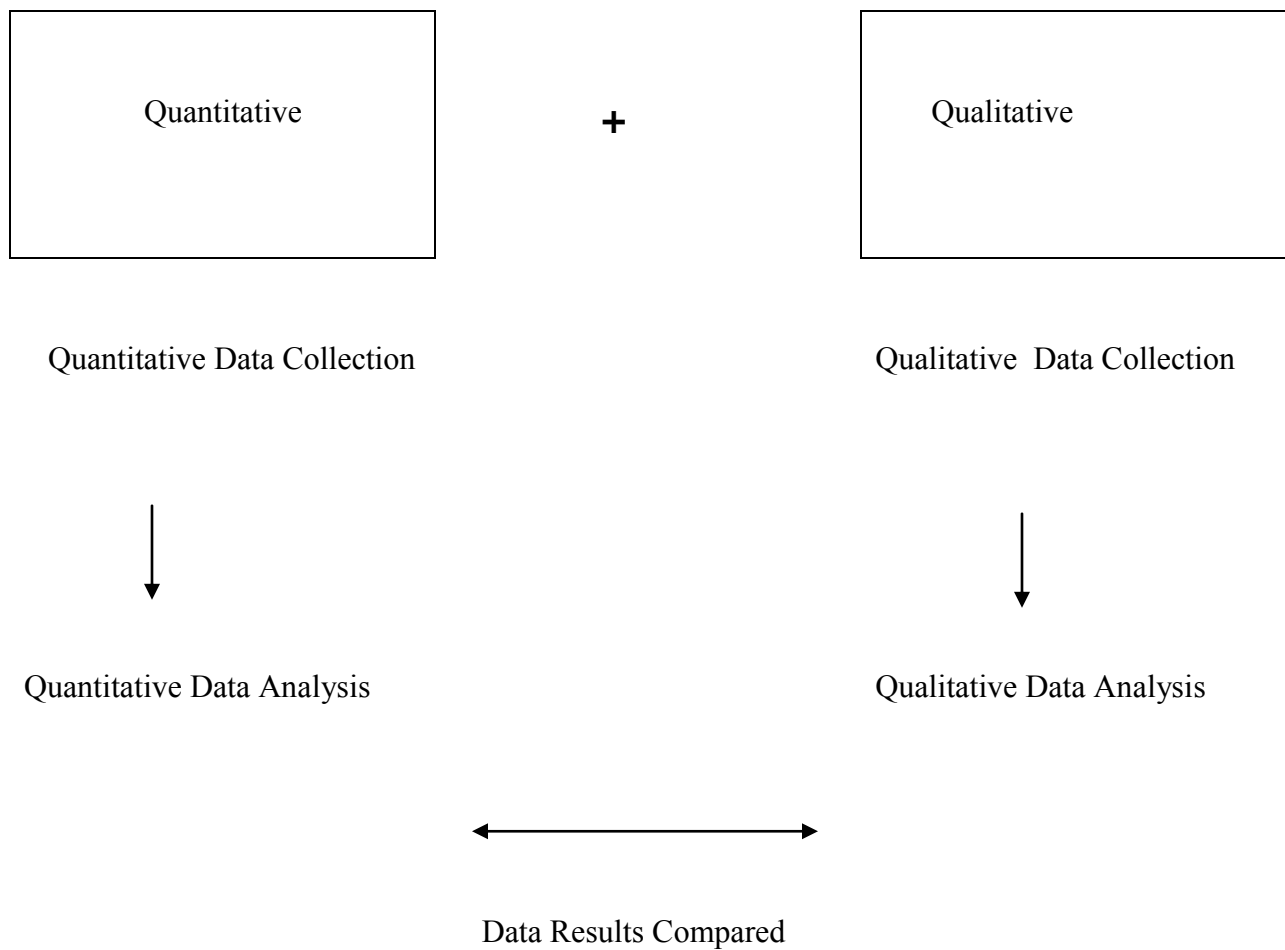 Quantitative
+
Qualitative
Quantitative Data Collection
Qualitative  Data Collection
Quantitative Data Analysis
Qualitative Data Analysis
Data Results Compared